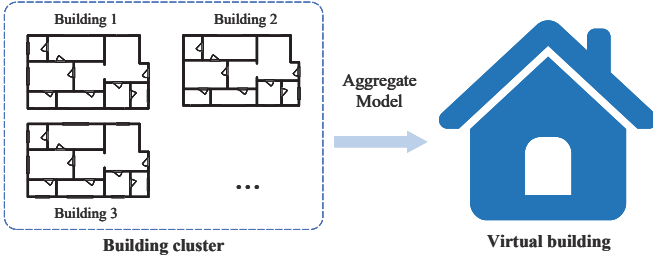 Building 1
Building 2
Building 3
...
Building cluster
Aggregate
Model
Virtual building